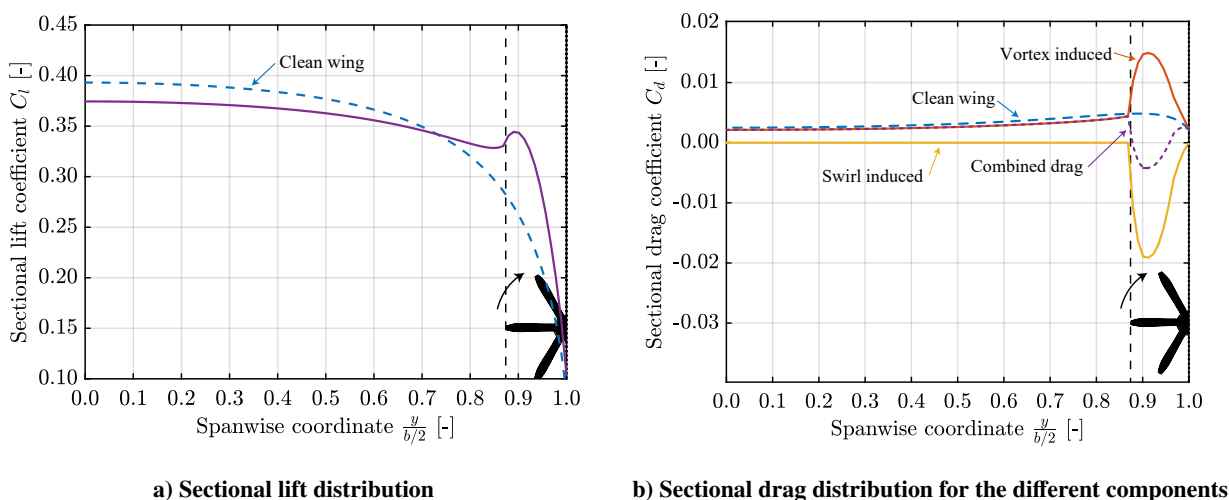 0.45
0.40
0.35
0.30
0.25
0.20
0.15
0.10
Sectional lift coefficient C_l [-]
Clean wing
0.0 0.1 0.2 0.3 0.4 0.5 0.6 0.7 0.8 0.9 1.0
Spanwise coordinate y/b/2 [-]
a) Sectional lift distribution
0.02
0.01
0.00
-0.01
-0.02
-0.03
Sectional drag coefficient C_d [-]
Vortex induced
Clean wing
Combined drag
Swirl induced
0.0 0.1 0.2 0.3 0.4 0.5 0.6 0.7 0.8 0.9 1.0
Spanwise coordinate y/b/2 [-]
b) Sectional drag distribution for the different components